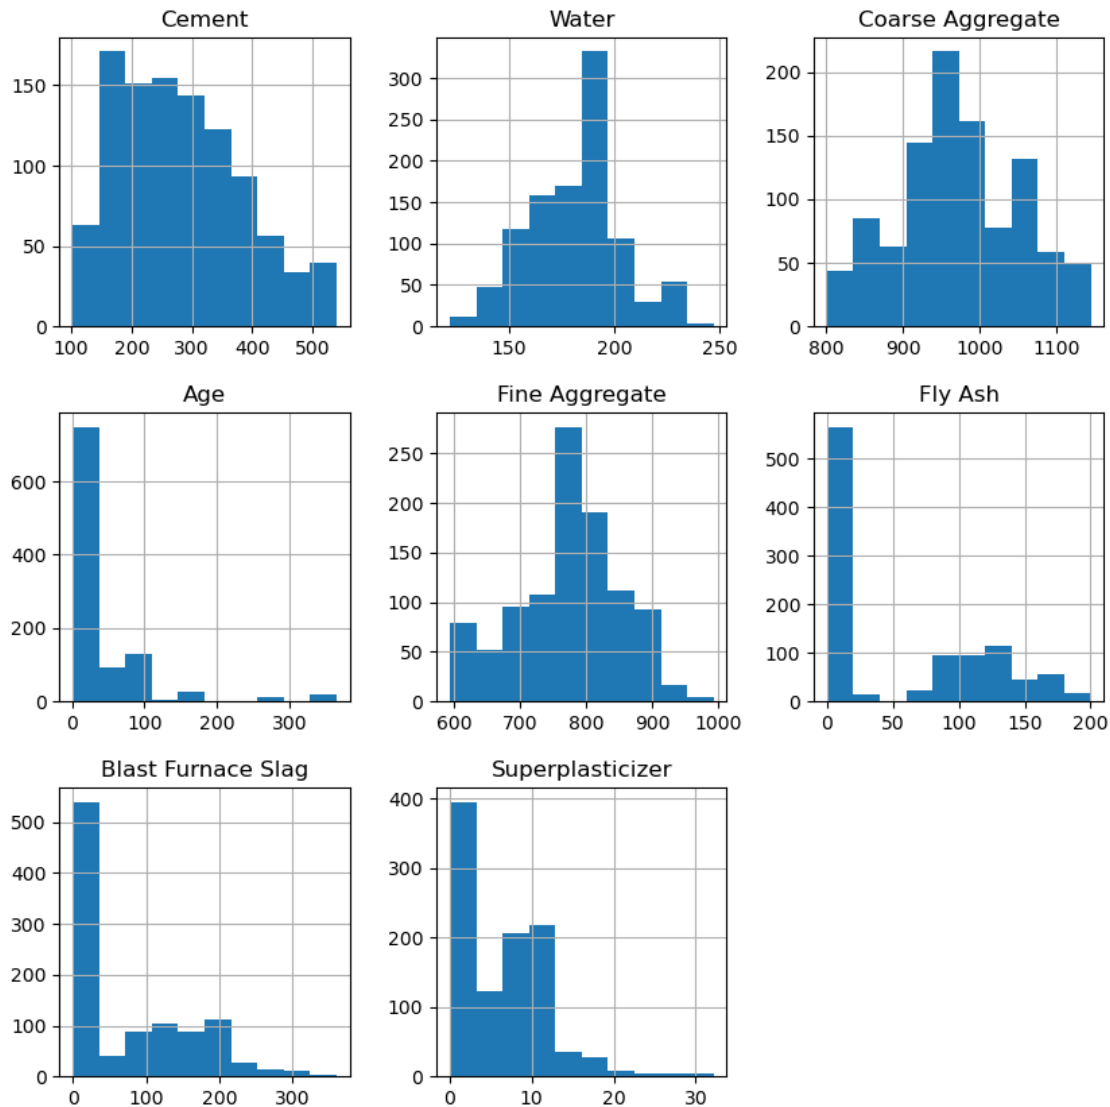 Cement
150
100
50
0
100 200 300 400 500
Water
300
250
200
150
100
50
0
150 200 250
Coarse Aggregate
200
150
100
50
0
800 900 1000 1100
Age
600
400
200
0
0 100 200 300
Fine Aggregate
250
200
150
100
50
0
600 700 800 900 1000
Fly Ash
500
400
300
200
100
0
0 50 100 150 200
Blast Furnace Slag
500
400
300
200
100
0
0 100 200 300
Superplasticizer
400
300
200
100
0
0 10 20 30